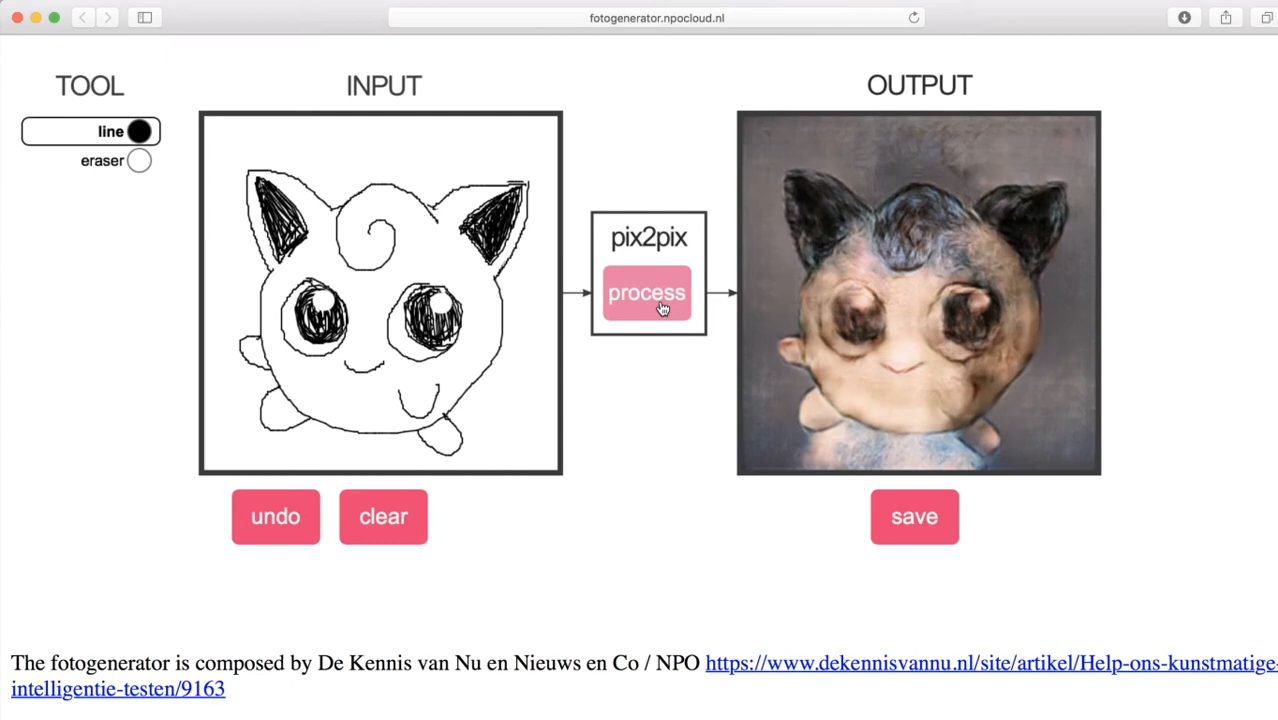 fotogenerator.npocloud.nl
TOOL
INPUT
OUTPUT
line
eraser
pix2pix
process
undo
clear
save
The fotogenerator is composed by De Kennis van Nu en Nieuws en Co / NPO https://www.dekennisvannu.nl/site/artikel/Help-ons-kunstmatige-
intelligentie-testen/9163